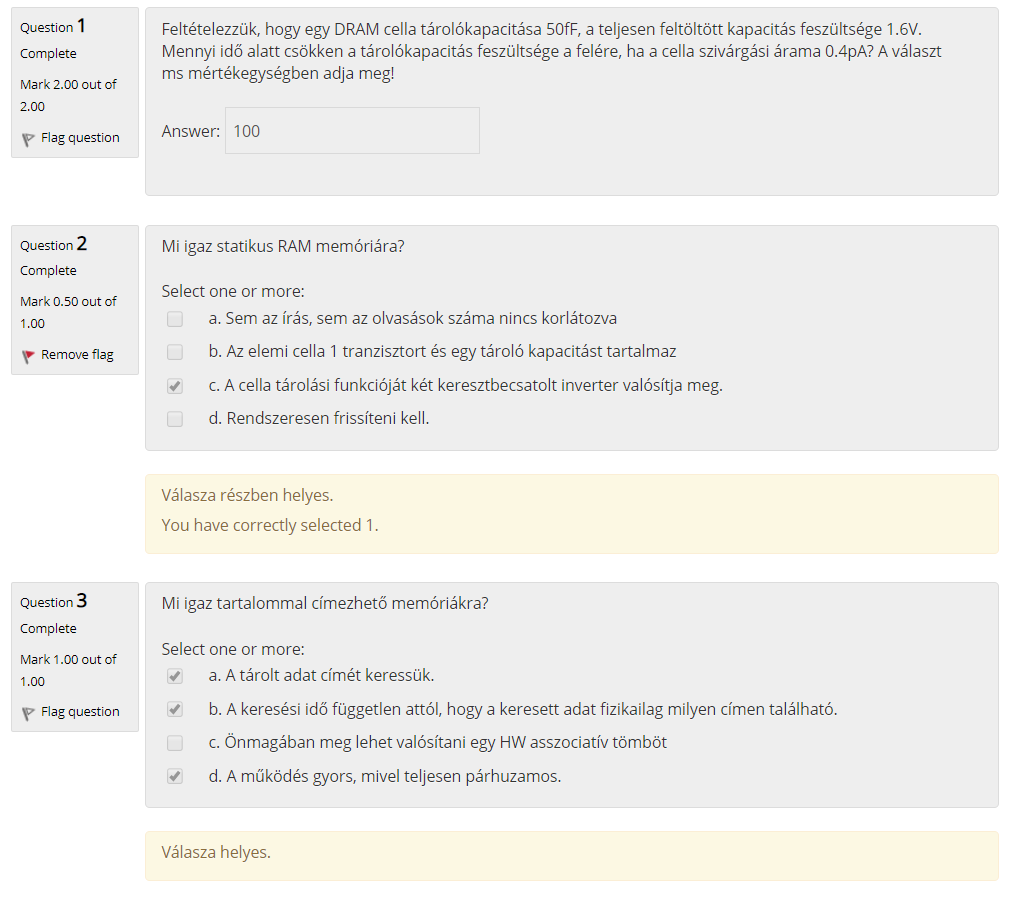 Question 1
Complete
Mark 2.00 out of
2.00
Flag question
Feltételezzük, hogy egy DRAM cella tárolókapacitása 50fF, a teljesen feltöltött kapacitás feszültsége 1.6V.
Mennyi idő alatt csökken a tárolókapacitás feszültsége a felére, ha a cella szivárgási árama 0.4pA? A választ
ms mértékegységben adja meg!
Answer: 100
Question 2
Complete
Mark 0.50 out of
1.00
Remove flag
Mi igaz statikus RAM memóriára?
Select one or more:
a. Sem az írás, sem az olvasások száma nincs korlátozva
b. Az elemi cella 1 tranzisztort és egy tároló kapacitást tartalmaz
c. A cella tárolási funkcióját két keresztbecsatolt inverter valósítja meg.
d. Rendszeresen frissíteni kell.
Válasza részben helyes.
You have correctly selected 1.
Question 3
Complete
Mark 1.00 out of
1.00
Flag question
Mi igaz tartalommal címezhető memóriákra?
Select one or more:
a. A tárolt adat címét keressük.
b. A keresési idő független attól, hogy a keresett adat fizikailag milyen címen található.
c. Önmagában meg lehet valósítani egy HW asszociatív tömböt
d. A működés gyors, mivel teljesen párhuzamos.
Válasza helyes.